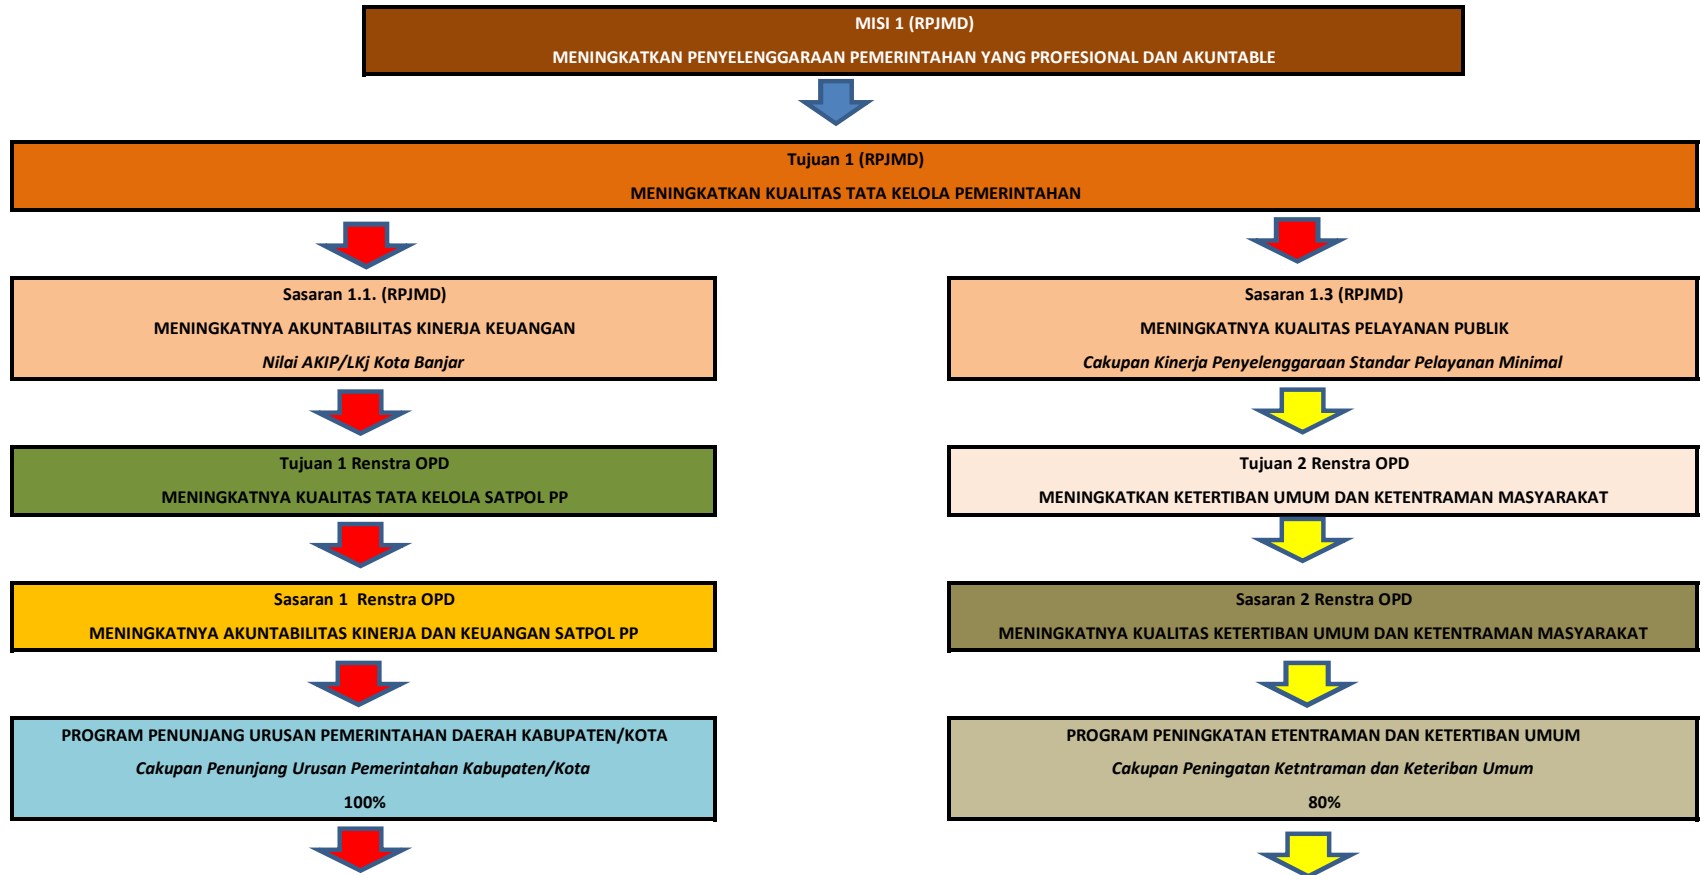 MISI 1 (RPJMD)
MENINGKATKAN PENYELENGGARAAN PEMERINTAHAN YANG PROFESIONAL DAN AKUNTABLE
Tujuan 1 (RPJMD)
MENINGKATKAN KUALITAS TATA KELOLA PEMERINTAHAN
Sasaran 1.1. (RPJMD)
MENINGKATNYA AKUNTABILITAS KINERJA KEUANGAN
Nilai AKIP/LKj Kota Banjar
Sasaran 1.3 (RPJMD)
MENINGKATNYA KUALITAS PELAYANAN PUBLIK
Cakupan Kinerja Penyelenggaraan Standar Pelayanan Minimal
Tujuan 1 Renstra OPD
MENINGKATNYA KUALITAS TATA KELOLA SATPOL PP
Tujuan 2 Renstra OPD
MENINGKATKAN KETERTIBAN UMUM DAN KETENTRAMAN MASYARAKAT
Sasaran 1  Renstra OPD
MENINGKATNYA AKUNTABILITAS KINERJA DAN KEUANGAN SATPOL PP
Sasaran 2 Renstra OPD
MENINGKATNYA KUALITAS KETERTIBAN UMUM DAN KETENTRAMAN MASYARAKAT
PROGRAM PENUNJANG URUSAN PEMERINTAHAN DAERAH KABUPATEN/KOTA
Cakupan Penunjang Urusan Pemerintahan Kabupaten/Kota
100%
PROGRAM PENINGKATAN ETENTRAMAN DAN KETERTIBAN UMUM
Cakupan Peningatan Ketntraman dan Keteriban Umum
80%